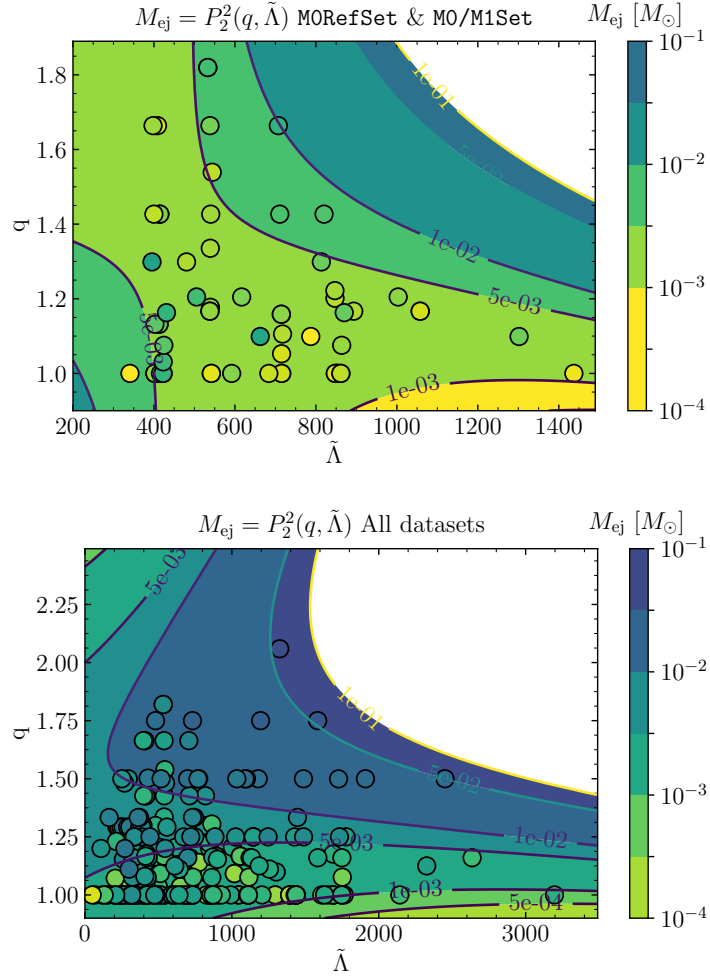 M_ej = P_2^2(q, Λ̃) M0RefSet & M0/M1Set
M_ej [M_⊙]
1.8
1.6
1.4
1.2
1.0
q
1e-01
5e-02
1e-02
5e-03
5e-03
1e-03
200 400 600 800 1000 1200 1400
Λ̃
10^−1
10^−2
10^−3
10^−4
M_ej = P_2^2(q, Λ̃) All datasets
M_ej [M_⊙]
2.25
2.00
1.75
1.50
1.25
1.00
q
5e-03
1e-01
5e-02
1e-02
5e-03
1e-03
5e-04
0 1000 2000 3000
Λ̃
10^−1
10^−2
10^−3
10^−4